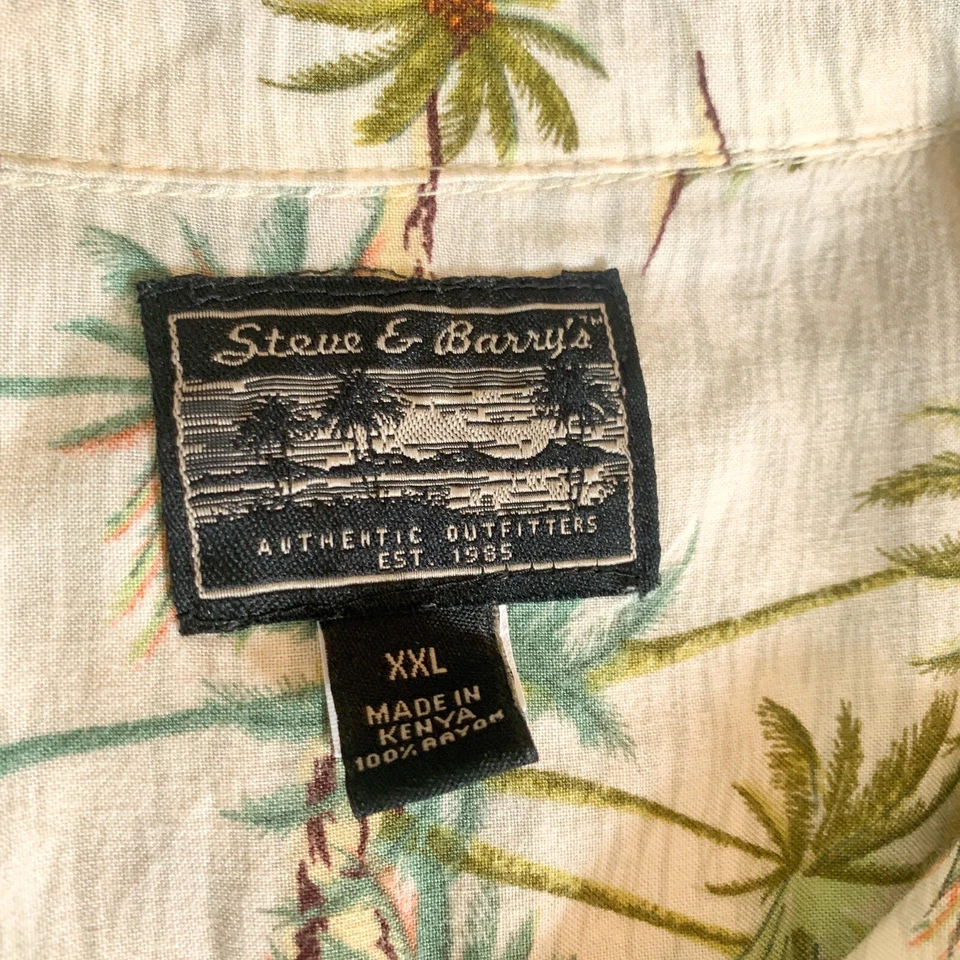 Steve & Barry's™
AUTHENTIC OUTFITTERS
EST. 1985
XXL
MADE IN
KENYA
100% RAYON